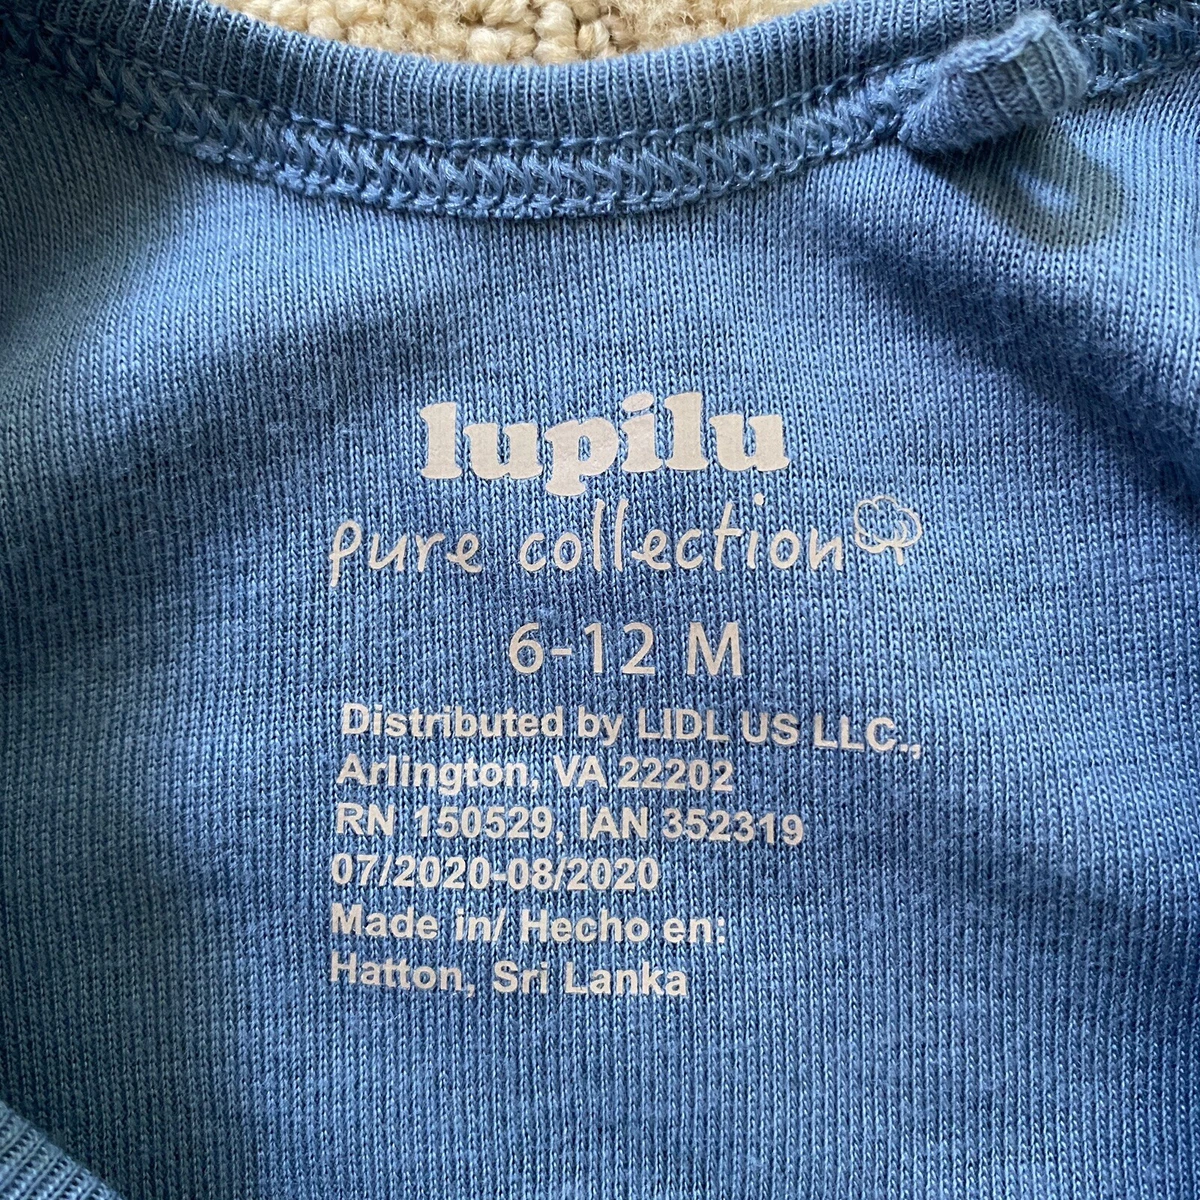 lupilu
pure collection
6-12 M
Distributed by LIDL US LLC.,
Arlington, VA 22202
RN 150529, IAN 352319
07/2020-08/2020
Made in/ Hecho en:
Hatton, Sri Lanka